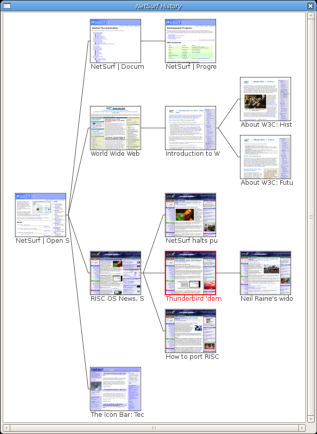 NetSurf History
NetSurf | Docum
NetSurf | Progre
World Wide Web
Introduction to W
About W3C: Hist
About W3C: Futu
NetSurf | Open S
RISC OS News, S
NetSurf halts pu
Thunderbird 'dem
Neil Raine's wido
How to port RISC
The Icon Bar: Tec